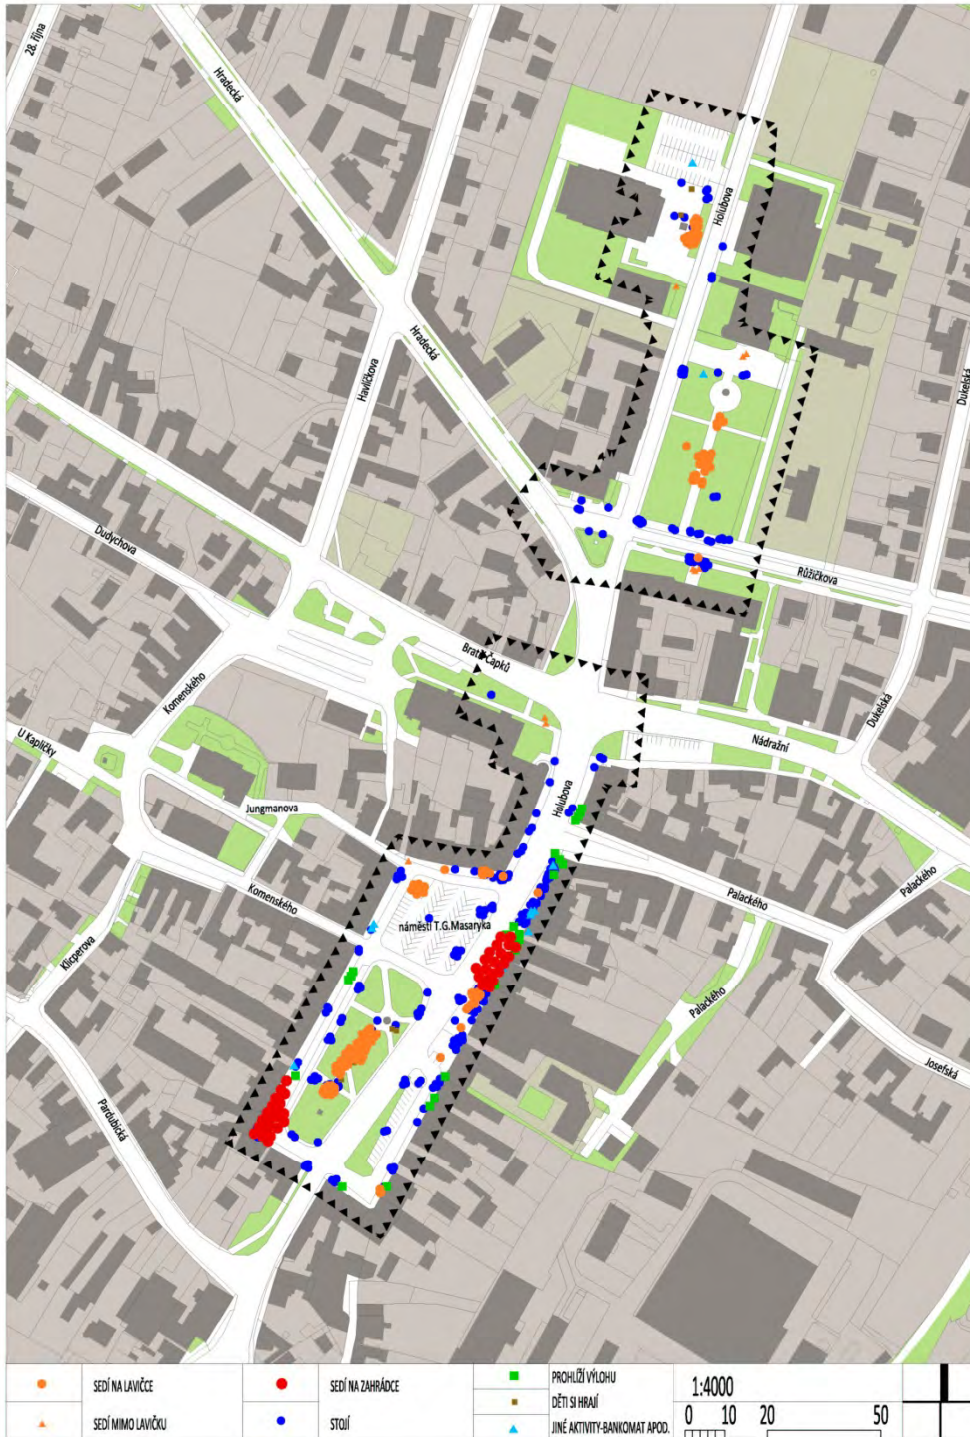 28. října
Hradecká
Holubova
Hradecká
Havlíčkova
Dukelská
Dudychova
Růžičkova
Bratří Čapků
Komenského
Dukelská
U Kapličky
Nádražní
Holubova
Jungmanova
Palackého
Palackého
Komenského
náměstí T.G.Masaryka
Klicperova
Palackého
Josefská
Pardubická
SEDÍ NA LAVIČCE
SEDÍ NA ZAHRÁDCE
PROHLÍŽÍ VÝLOHU
DĚTI SI HRAJÍ
SEDÍ MIMO LAVIČKU
STOJÍ
JINÉ AKTIVITY-BANKOMAT APOD.
1:4000
0 10 20 50